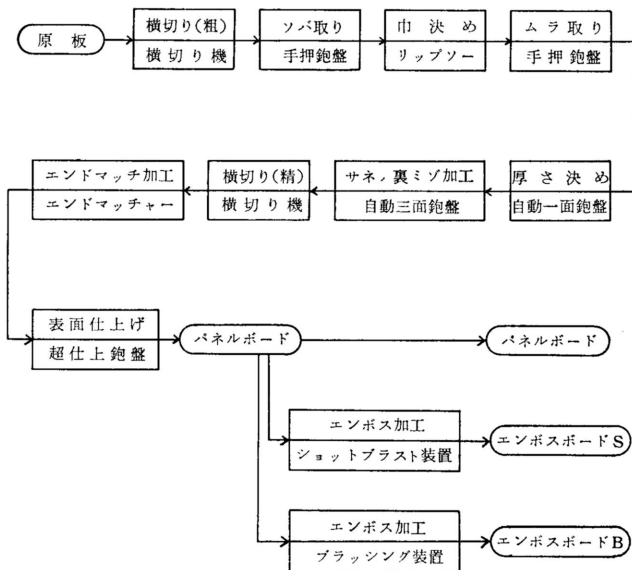 原板
横切り(粗)
横切り機
ソバ取り
手押鉋盤
巾決め
リップソー
ムラ取り
手押鉋盤
厚さ決め
自動一面鉋盤
サネ、裏ミゾ加工
自動三面鉋盤
横切り(精)
横切り機
エンドマッチ加工
エンドマッチャー
表面仕上げ
超仕上鉋盤
パネルボード
パネルボード
エンボス加工
ショットブラスト装置
エンボスボードS
エンボス加工
ブラッシング装置
エンボスボードB